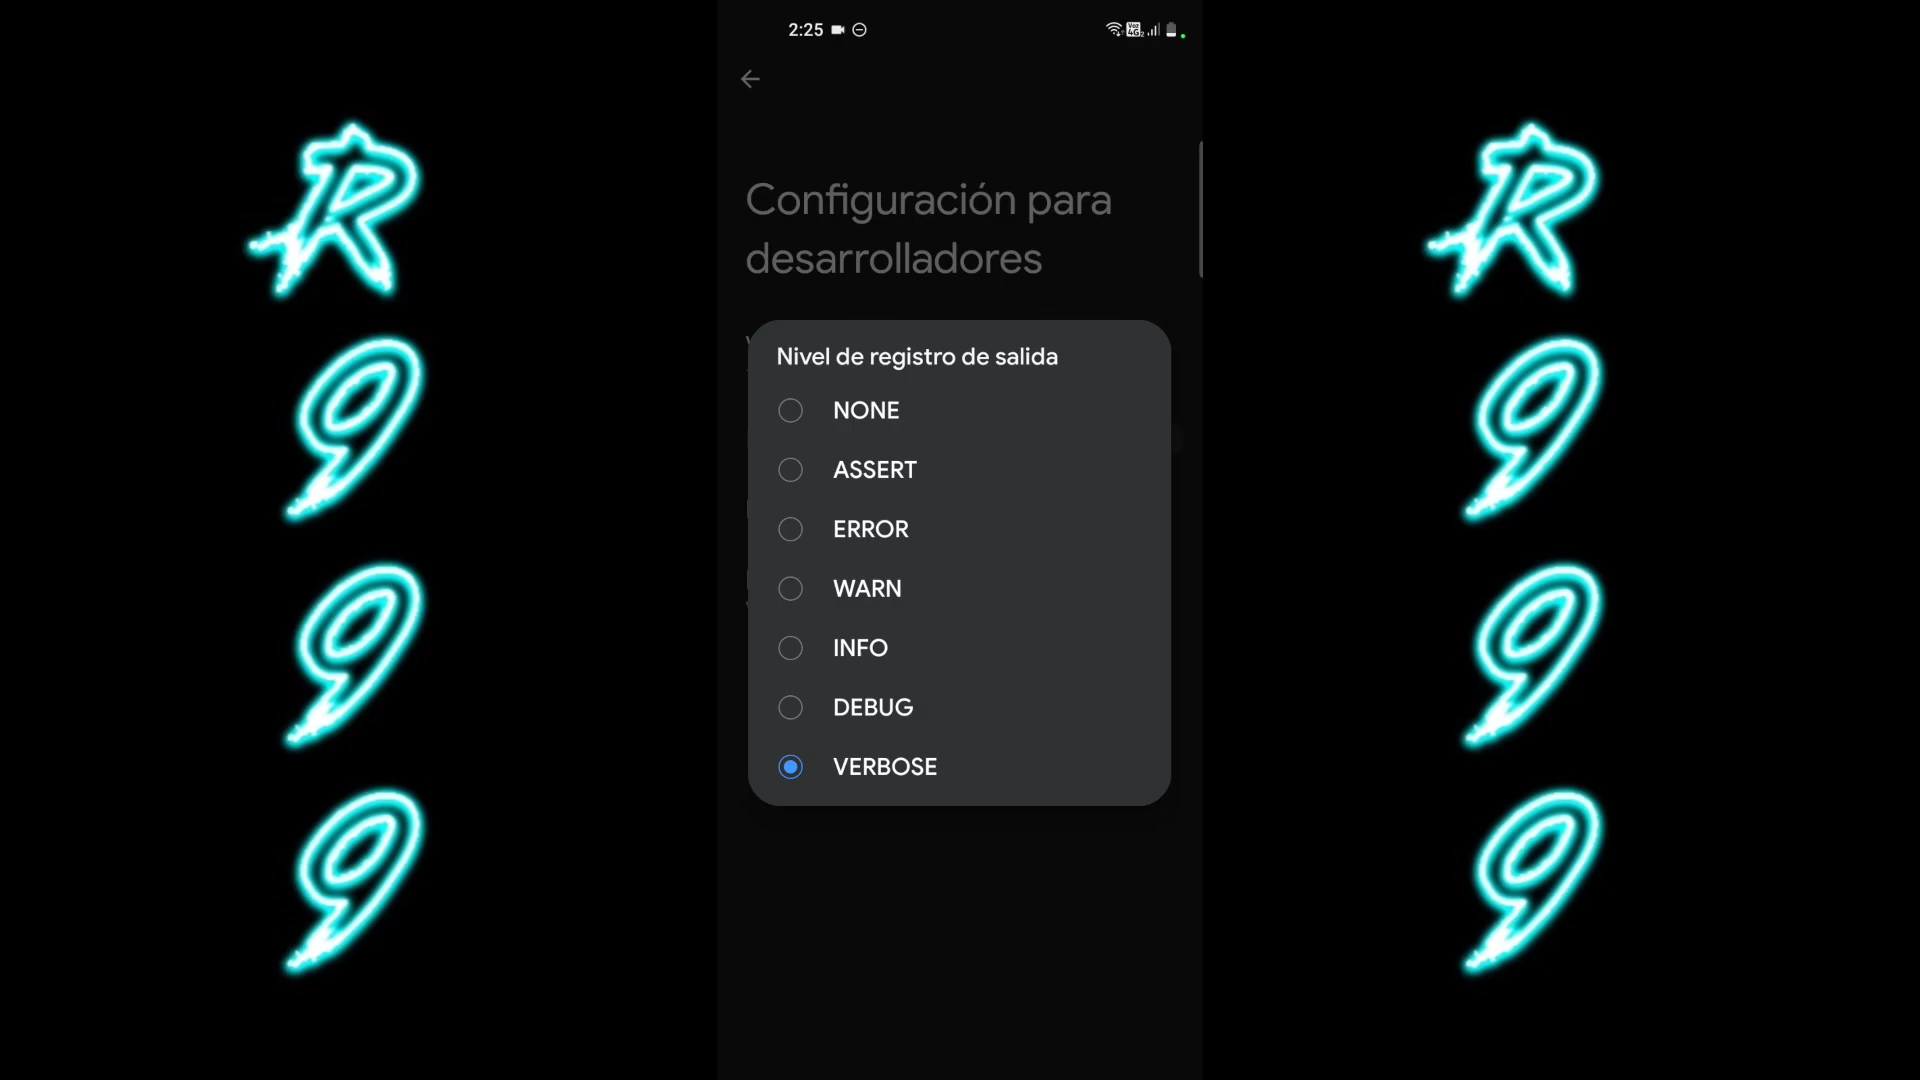 R
9
9
9
2:25
Configuración para
desarrolladores
Nivel de registro de salida
NONE
ASSERT
ERROR
WARN
INFO
DEBUG
VERBOSE
R
9
9
9